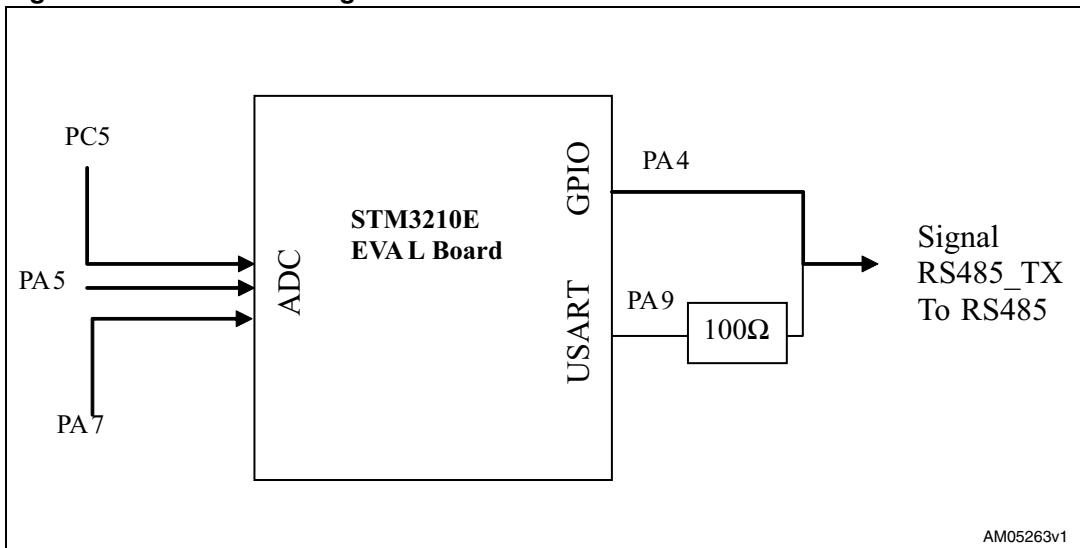 PC5
PA5
PA7
ADC
STM3210E
EVAL Board
GPIO
USART
PA4
PA9
100Ω
Signal
RS485_TX
To RS485
AM05263v1